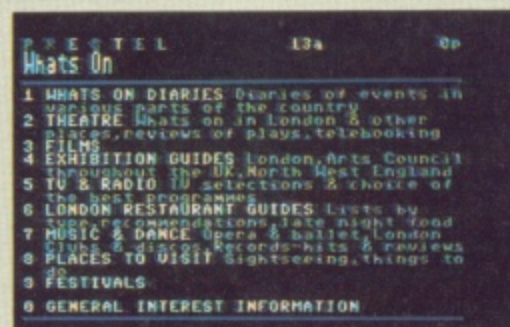 PRESTEL 13a 0p
Whats On
1 WHATS ON DIARIES Diaries of events in
various parts of the country
2 THEATRE Whats on in London & other
places,reviews of plays,telebooking
3 FILMS
4 EXHIBITION GUIDES London,Arts Council
throughout the UK,North West England
5 TV & RADIO TV selections & choice of
the best programmes
6 LONDON RESTAURANT GUIDES Lists by
type,recommendations,late night food
7 MUSIC & DANCE Opera & ballet,London
Clubs & discos,Records-hits & reviews
8 PLACES TO VISIT Sightseeing,things to
do
9 FESTIVALS
0 GENERAL INTEREST INFORMATION